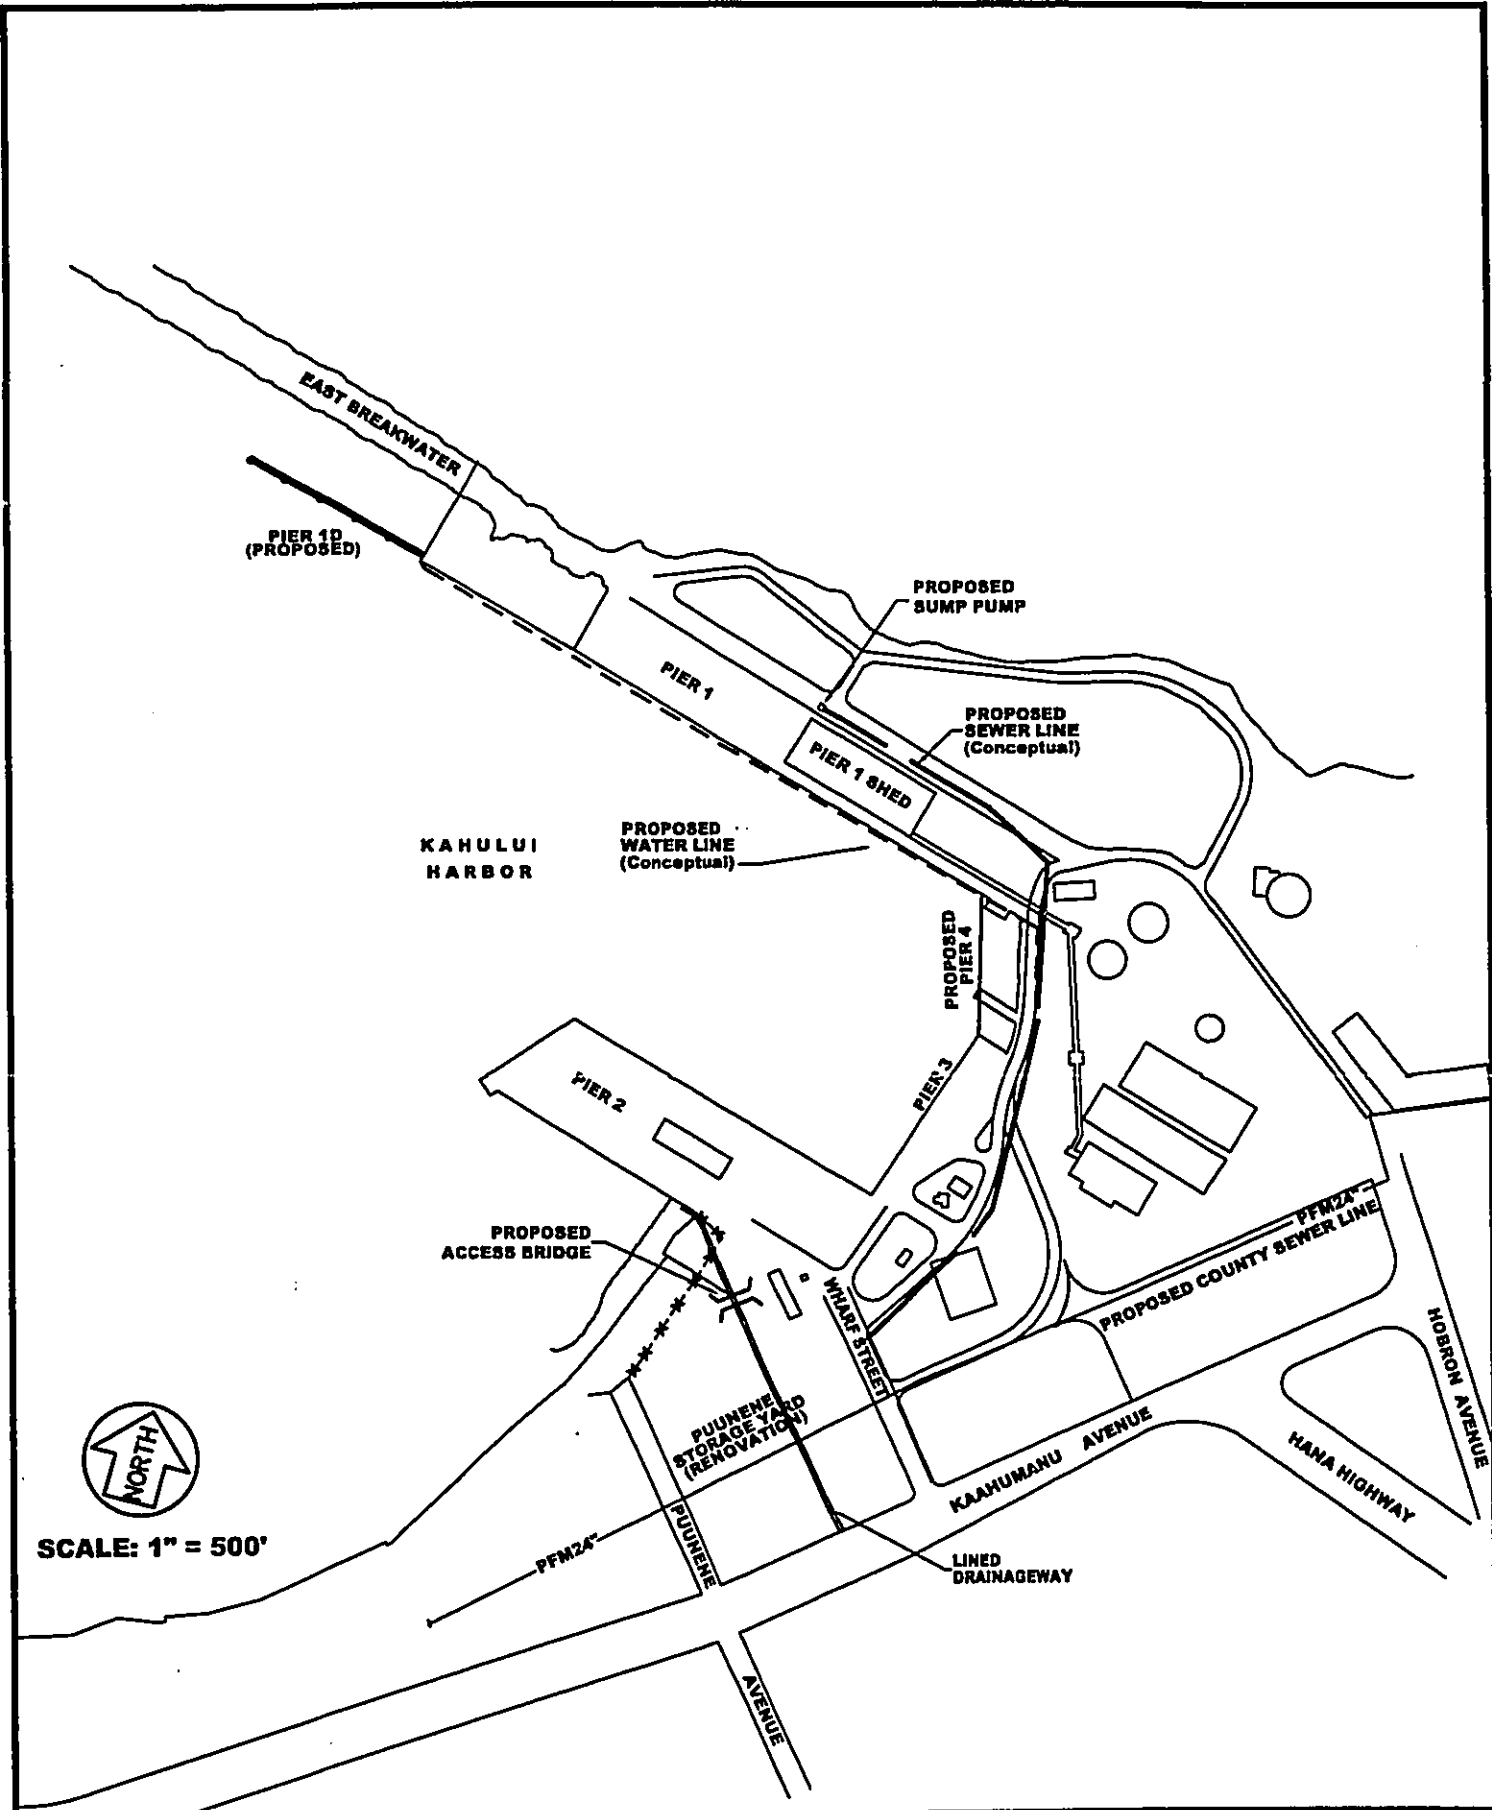 EAST BREAKWATER
PIER 1D
(PROPOSED)
PROPOSED
SUMP PUMP
PIER 1
PROPOSED
SEWER LINE
(Conceptual)
PIER 1 SHED
PROPOSED
WATER LINE
(Conceptual)
KAHULUI
HARBOR
PROPOSED
PIER 4
PIER 3
PIER 2
PROPOSED
ACCESS BRIDGE
PFM24"
PROPOSED COUNTY SEWER LINE
WHARF STREET
HOBRON AVENUE
PUUNENE
STORAGE YARD
(RENOVATION)
KAAHUMANU AVENUE
HANA HIGHWAY
NORTH
SCALE: 1" = 500'
PFM24"
PUUNENE
LINED
DRAINAGEWAY
AVENUE